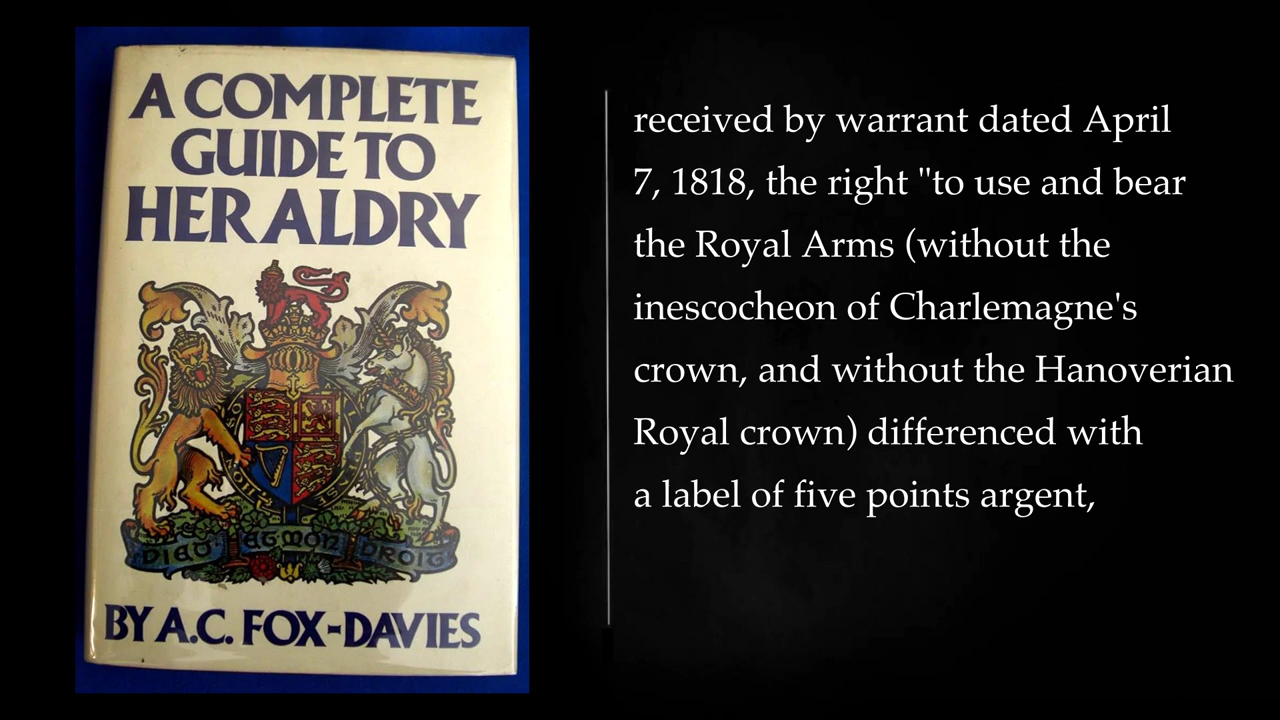 A COMPLETE
GUIDE TO
HERALDRY
DIEU ET MON DROIT
BY A.C. FOX-DAVIES
received by warrant dated April
7, 1818, the right "to use and bear
the Royal Arms (without the
inescocheon of Charlemagne's
crown, and without the Hanoverian
Royal crown) differenced with
a label of five points argent,